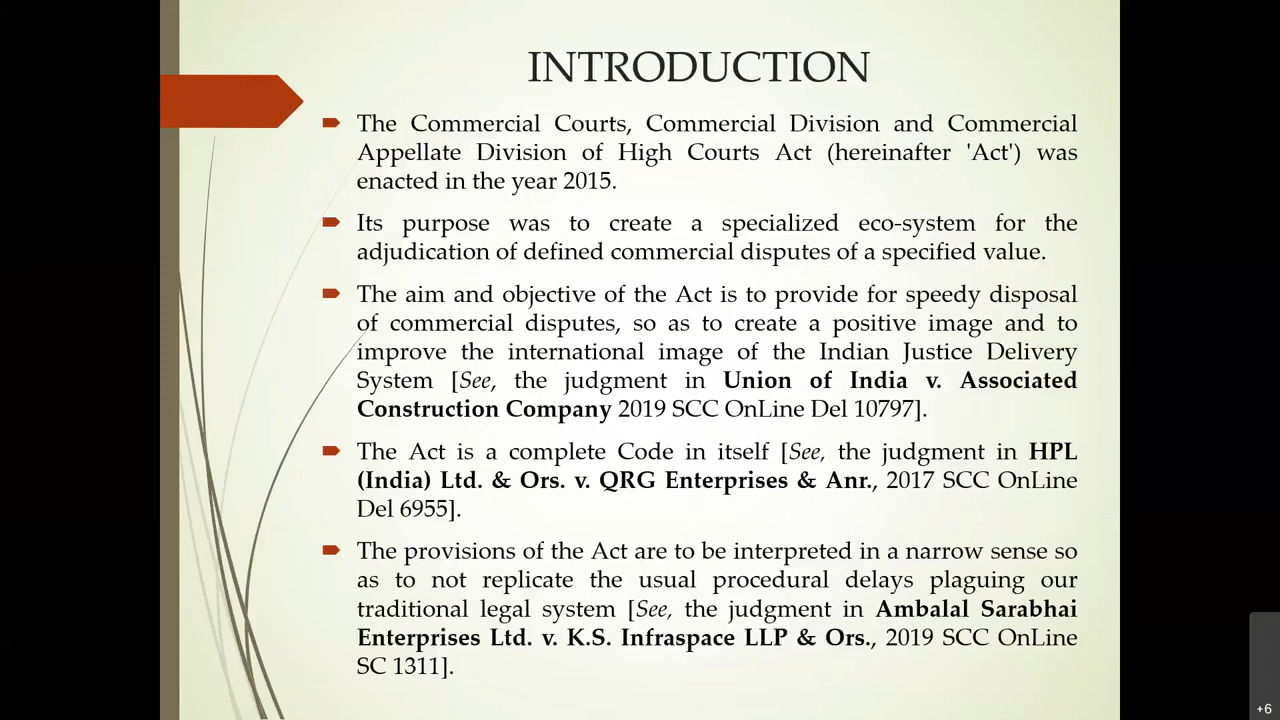 INTRODUCTION
The Commercial Courts, Commercial Division and Commercial
Appellate Division of High Courts Act (hereinafter 'Act') was
enacted in the year 2015.
Its purpose was to create a specialized eco-system for the
adjudication of defined commercial disputes of a specified value.
The aim and objective of the Act is to provide for speedy disposal
of commercial disputes, so as to create a positive image and to
improve the international image of the Indian Justice Delivery
System [See, the judgment in Union of India v. Associated
Construction Company 2019 SCC OnLine Del 10797].
The Act is a complete Code in itself [See, the judgment in HPL
(India) Ltd. & Ors. v. QRG Enterprises & Anr., 2017 SCC OnLine
Del 6955].
The provisions of the Act are to be interpreted in a narrow sense so
as to not replicate the usual procedural delays plaguing our
traditional legal system [See, the judgment in Ambalal Sarabhai
Enterprises Ltd. v. K.S. Infraspace LLP & Ors., 2019 SCC OnLine
SC 1311].
+6